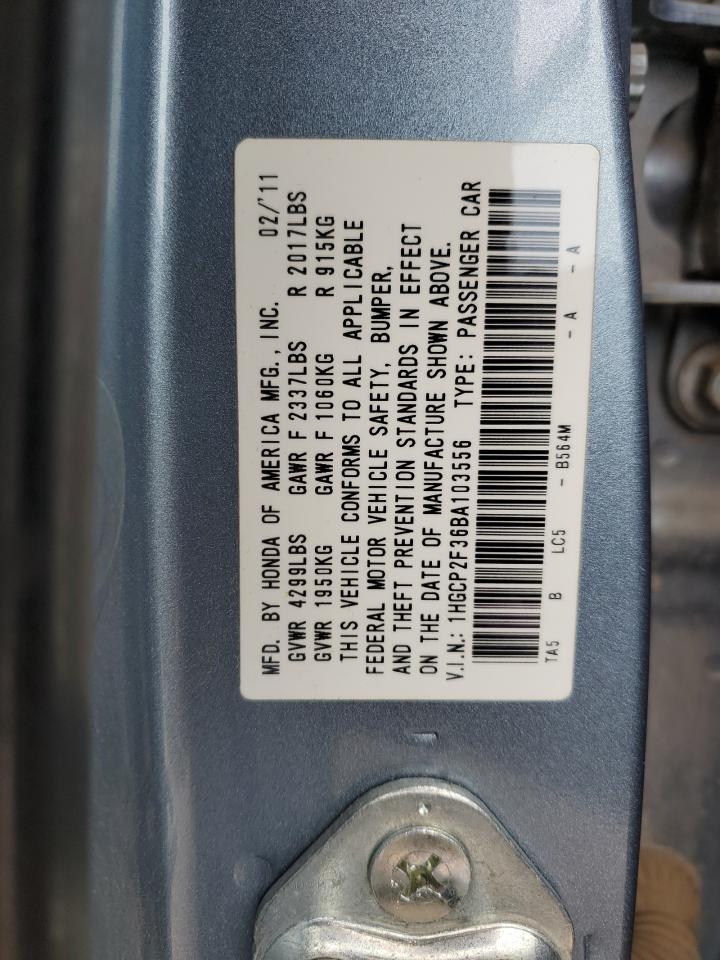 MFD. BY HONDA OF AMERICA MFG., INC. 02/'11
GVWR 4299LBS GAWR F 2337LBS R 2017LBS
GVWR 1950KG GAWR F 1060KG R 915KG
THIS VEHICLE CONFORMS TO ALL APPLICABLE
FEDERAL MOTOR VEHICLE SAFETY, BUMPER,
AND THEFT PREVENTION STANDARDS IN EFFECT
ON THE DATE OF MANUFACTURE SHOWN ABOVE.
V.I.N.: 1HGCP2F36BA103556 TYPE: PASSENGER CAR
TA5 B LC5 - B564M - A - A